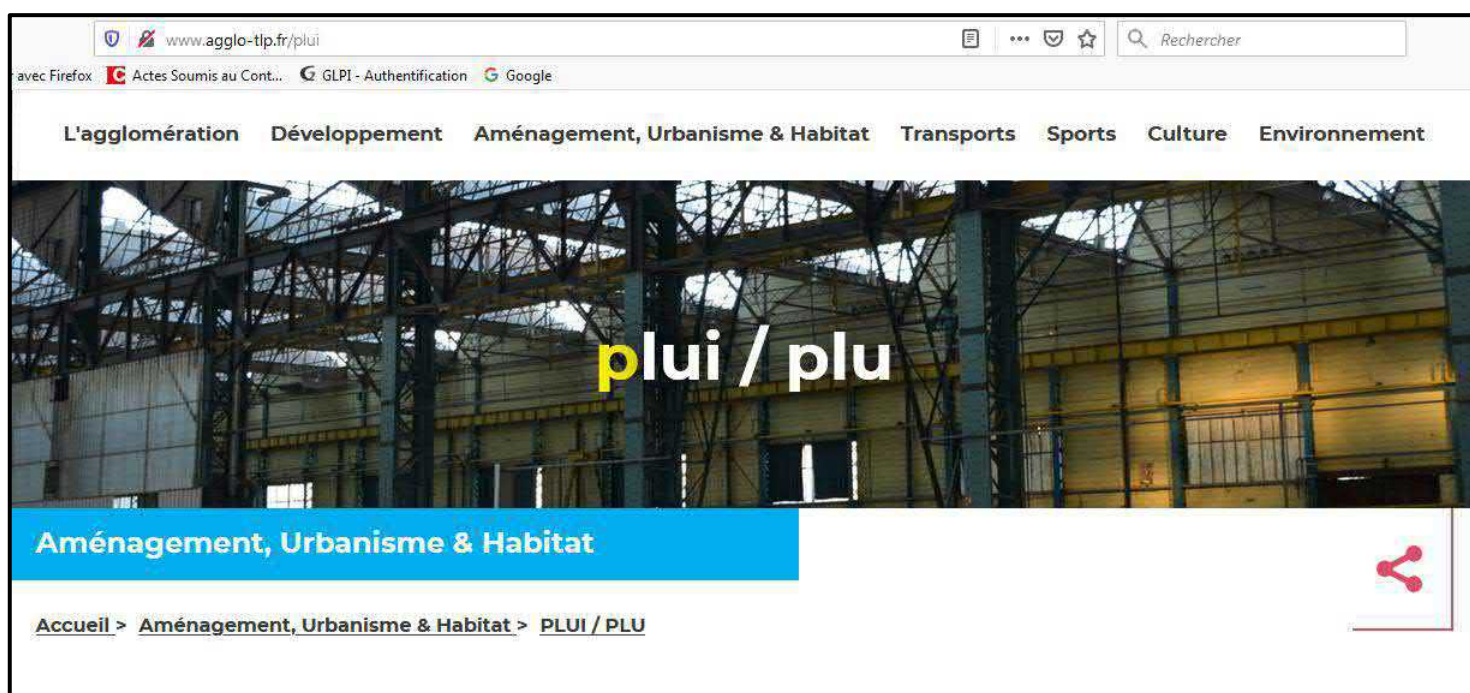 www.agglo-tlp.fr/plui
Rechercher
avec Firefox Actes Soumis au Cont... GLPI - Authentification Google
L'agglomération Développement Aménagement, Urbanisme & Habitat Transports Sports Culture Environnement
plui / plu
Aménagement, Urbanisme & Habitat
Accueil > Aménagement, Urbanisme & Habitat > PLUI / PLU